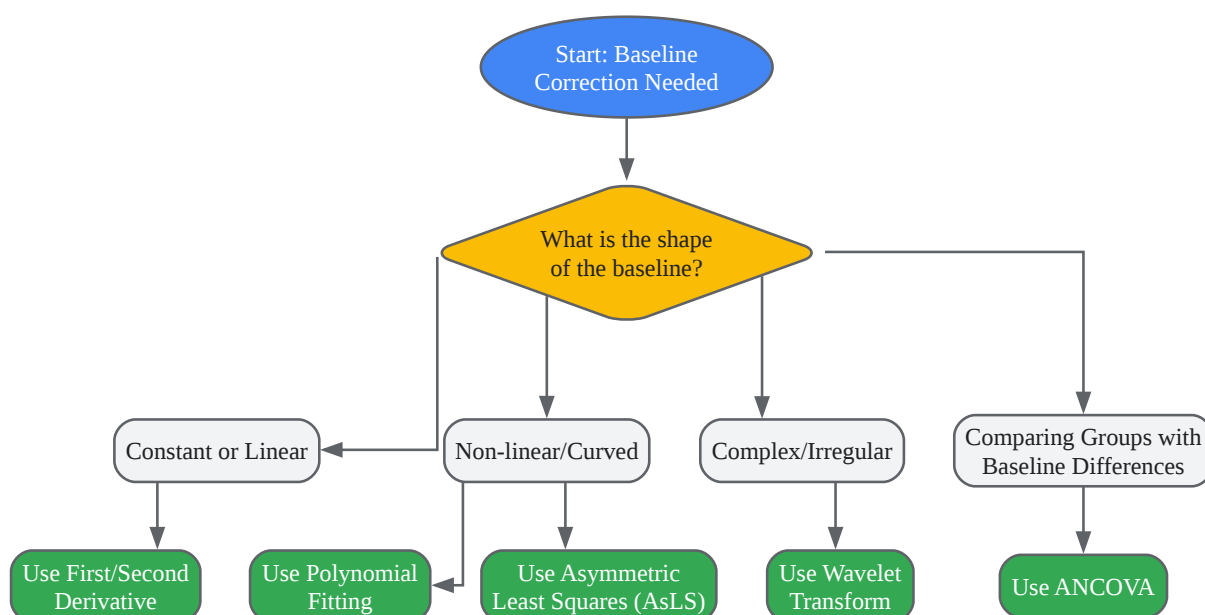 Start: Baseline
Correction Needed
What is the shape
of the baseline?
Constant or Linear
Non-linear/Curved
Complex/Irregular
Comparing Groups with
Baseline Differences
Use First/Second
Derivative
Use Polynomial
Fitting
Use Asymmetric
Least Squares (AsLS)
Use Wavelet
Transform
Use ANCOVA